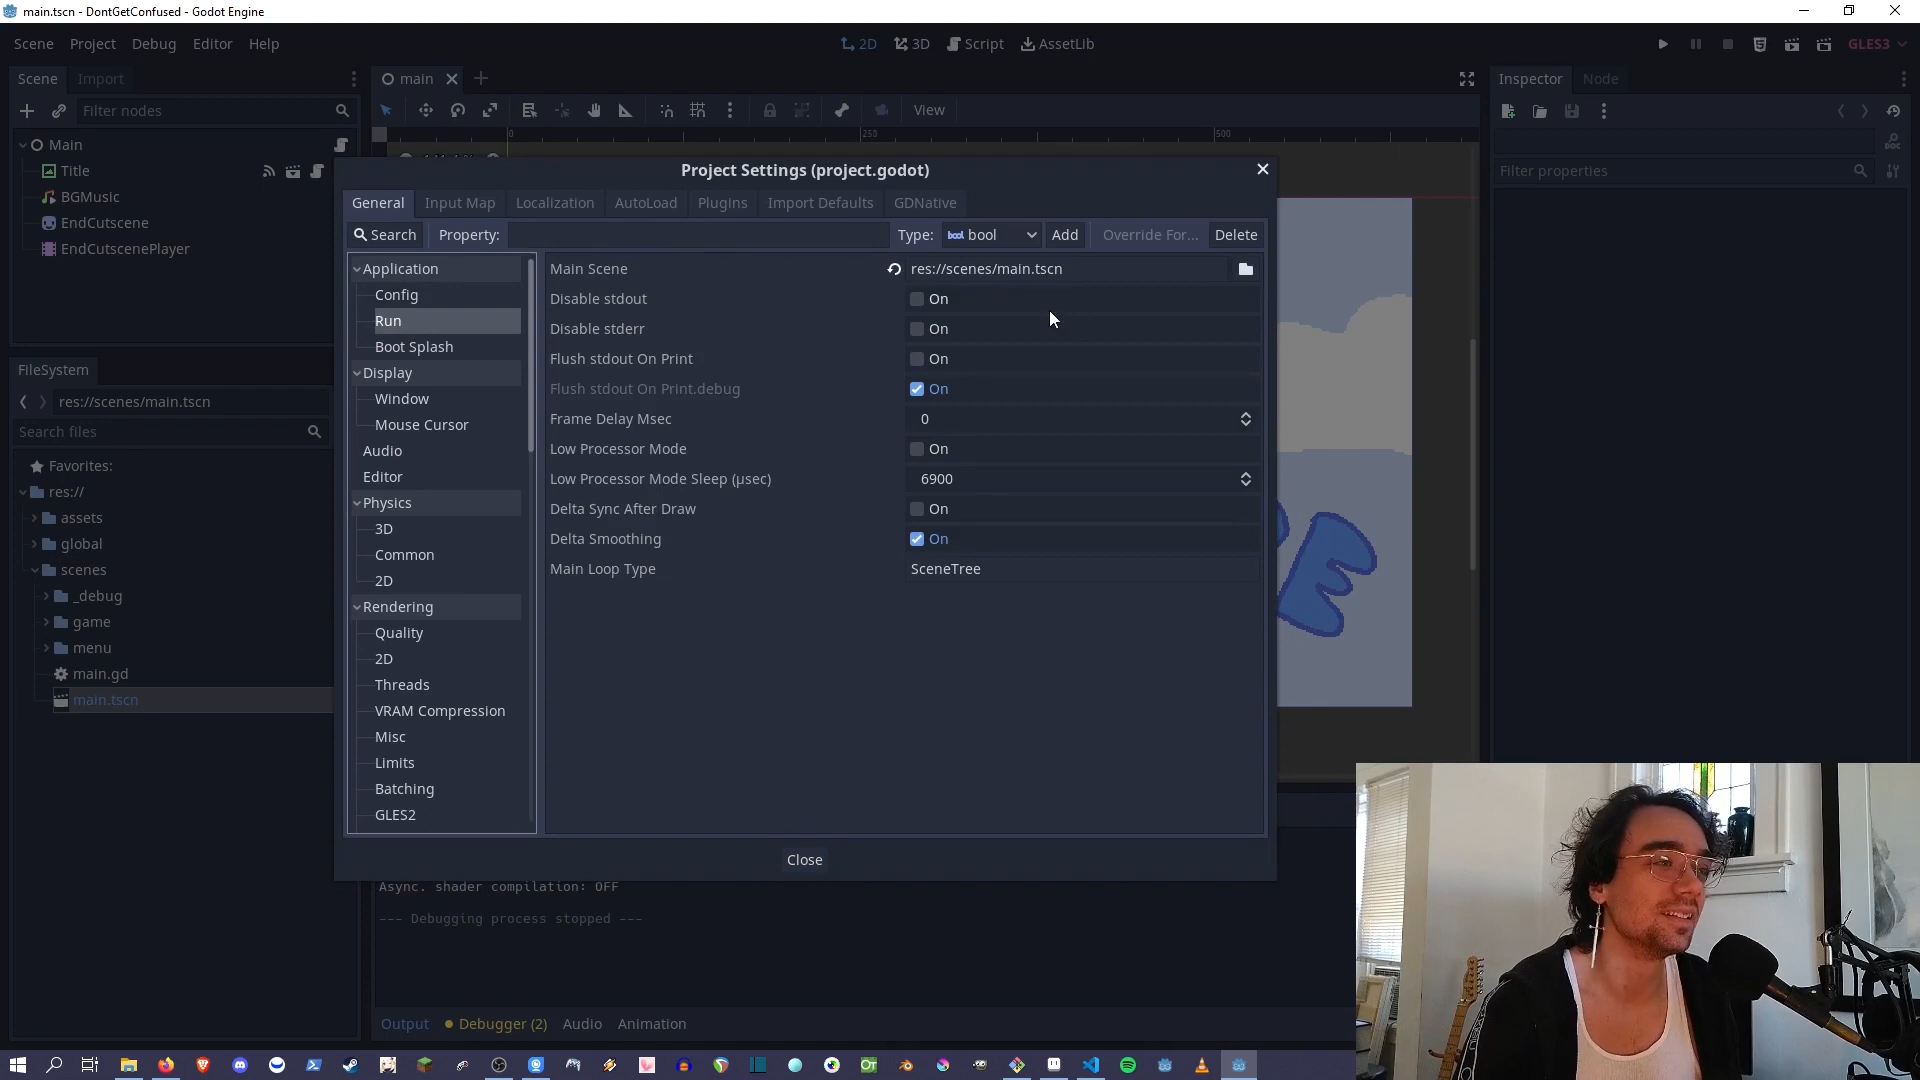 main.tscn - DontGetConfused - Godot Engine
Scene Project Debug Editor Help
2D 3D Script AssetLib
GLES3
Scene Import
main
Inspector Node
Filter nodes
View
0 250 500
Main
Title
BGMusic
EndCutscene
EndCutscenePlayer
Filter properties
Project Settings (project.godot)
General Input Map Localization AutoLoad Plugins Import Defaults GDNative
Search Property: Type: bool Add Override For... Delete
Application
Config
Run
Boot Splash
Display
Window
Mouse Cursor
Audio
Editor
Physics
3D
Common
2D
Rendering
Quality
2D
Threads
VRAM Compression
Misc
Limits
Batching
GLES2
Main Scene res://scenes/main.tscn
Disable stdout On
Disable stderr On
Flush stdout On Print On
Flush stdout On Print.debug On
Frame Delay Msec 0
Low Processor Mode On
Low Processor Mode Sleep (µsec) 6900
Delta Sync After Draw On
Delta Smoothing On
Main Loop Type SceneTree
Close
FileSystem
res://scenes/main.tscn
Search files
Favorites:
res://
assets
global
scenes
_debug
game
menu
main.gd
main.tscn
Async. shader compilation: OFF
--- Debugging process stopped ---
Output Debugger (2) Audio Animation